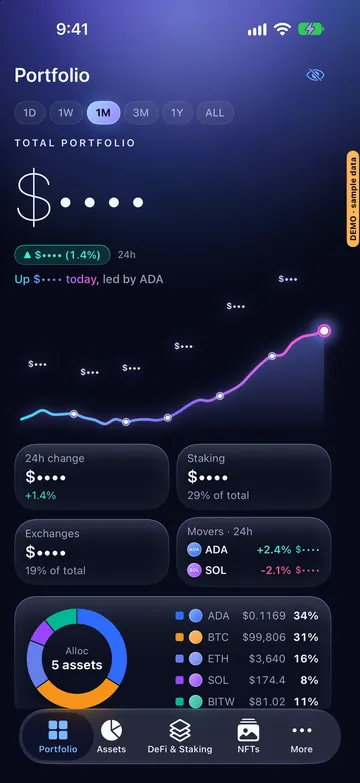 9:41
Portfolio
1D 1W 1M 3M 1Y ALL
TOTAL PORTFOLIO
$••••
▲ $•••• (1.4%) 24h
Up $···· today, led by ADA
DEMO · sample data
$•••
$•••
$•••
$•••
$•••
$•••
24h change
$••••
+1.4%
Staking
$••••
29% of total
Exchanges
$••••
19% of total
Movers · 24h
ADA ADA +2.4% $····
SOL SOL -2.1% $····
Alloc
5 assets
ADA $0.1169 34%
BTC $99,806 31%
ETH $3,640 16%
SOL $174.4 8%
BITW $81.02 11%
Portfolio Assets DeFi & Staking NFTs More